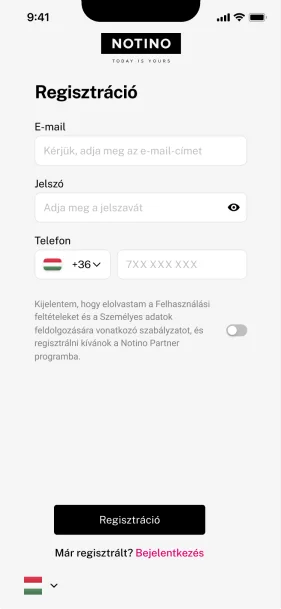 9:41
NOTINO
TODAY IS YOURS
Regisztráció
E-mail
Kérjük, adja meg az e-mail-címet
Jelszó
Adja meg a jelszavát
Telefon
+36
7XX XXX XXX
Kijelentem, hogy elolvastam a Felhasználási
feltételeket és a Személyes adatok
feldolgozására vonatkozó szabályzatot, és
regisztrálni kívánok a Notino Partner
programba.
Regisztráció
Már regisztrált? Bejelentkezés